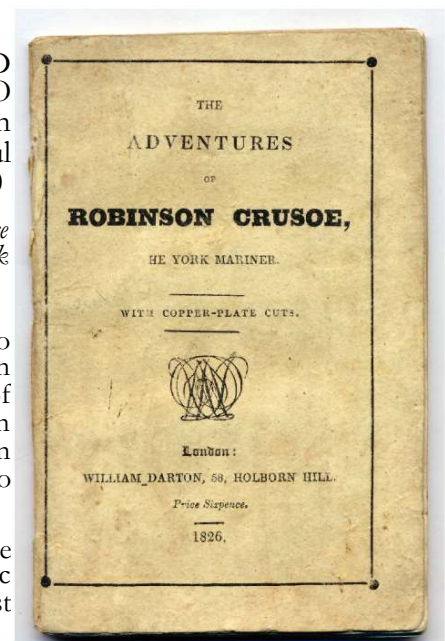 THE
ADVENTURES
OF
ROBINSON CRUSOE,
HE YORK MARINER.
WITH COPPER-PLATE CUTS.
London:
WILLIAM DARTON, 58, HOLBORN HILL.
Price Sixpence.
1826.